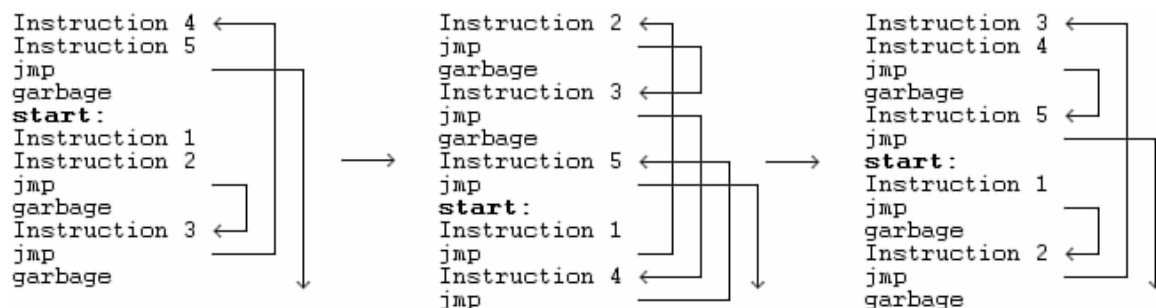 Instruction 4
Instruction 5
jmp
garbage
start:
Instruction 1
Instruction 2
jmp
garbage
Instruction 3
jmp
garbage
Instruction 2
jmp
garbage
Instruction 3
jmp
garbage
Instruction 5
jmp
start:
Instruction 1
jmp
Instruction 4
jmp
Instruction 3
Instruction 4
jmp
garbage
Instruction 5
jmp
start:
Instruction 1
jmp
garbage
Instruction 2
jmp
garbage